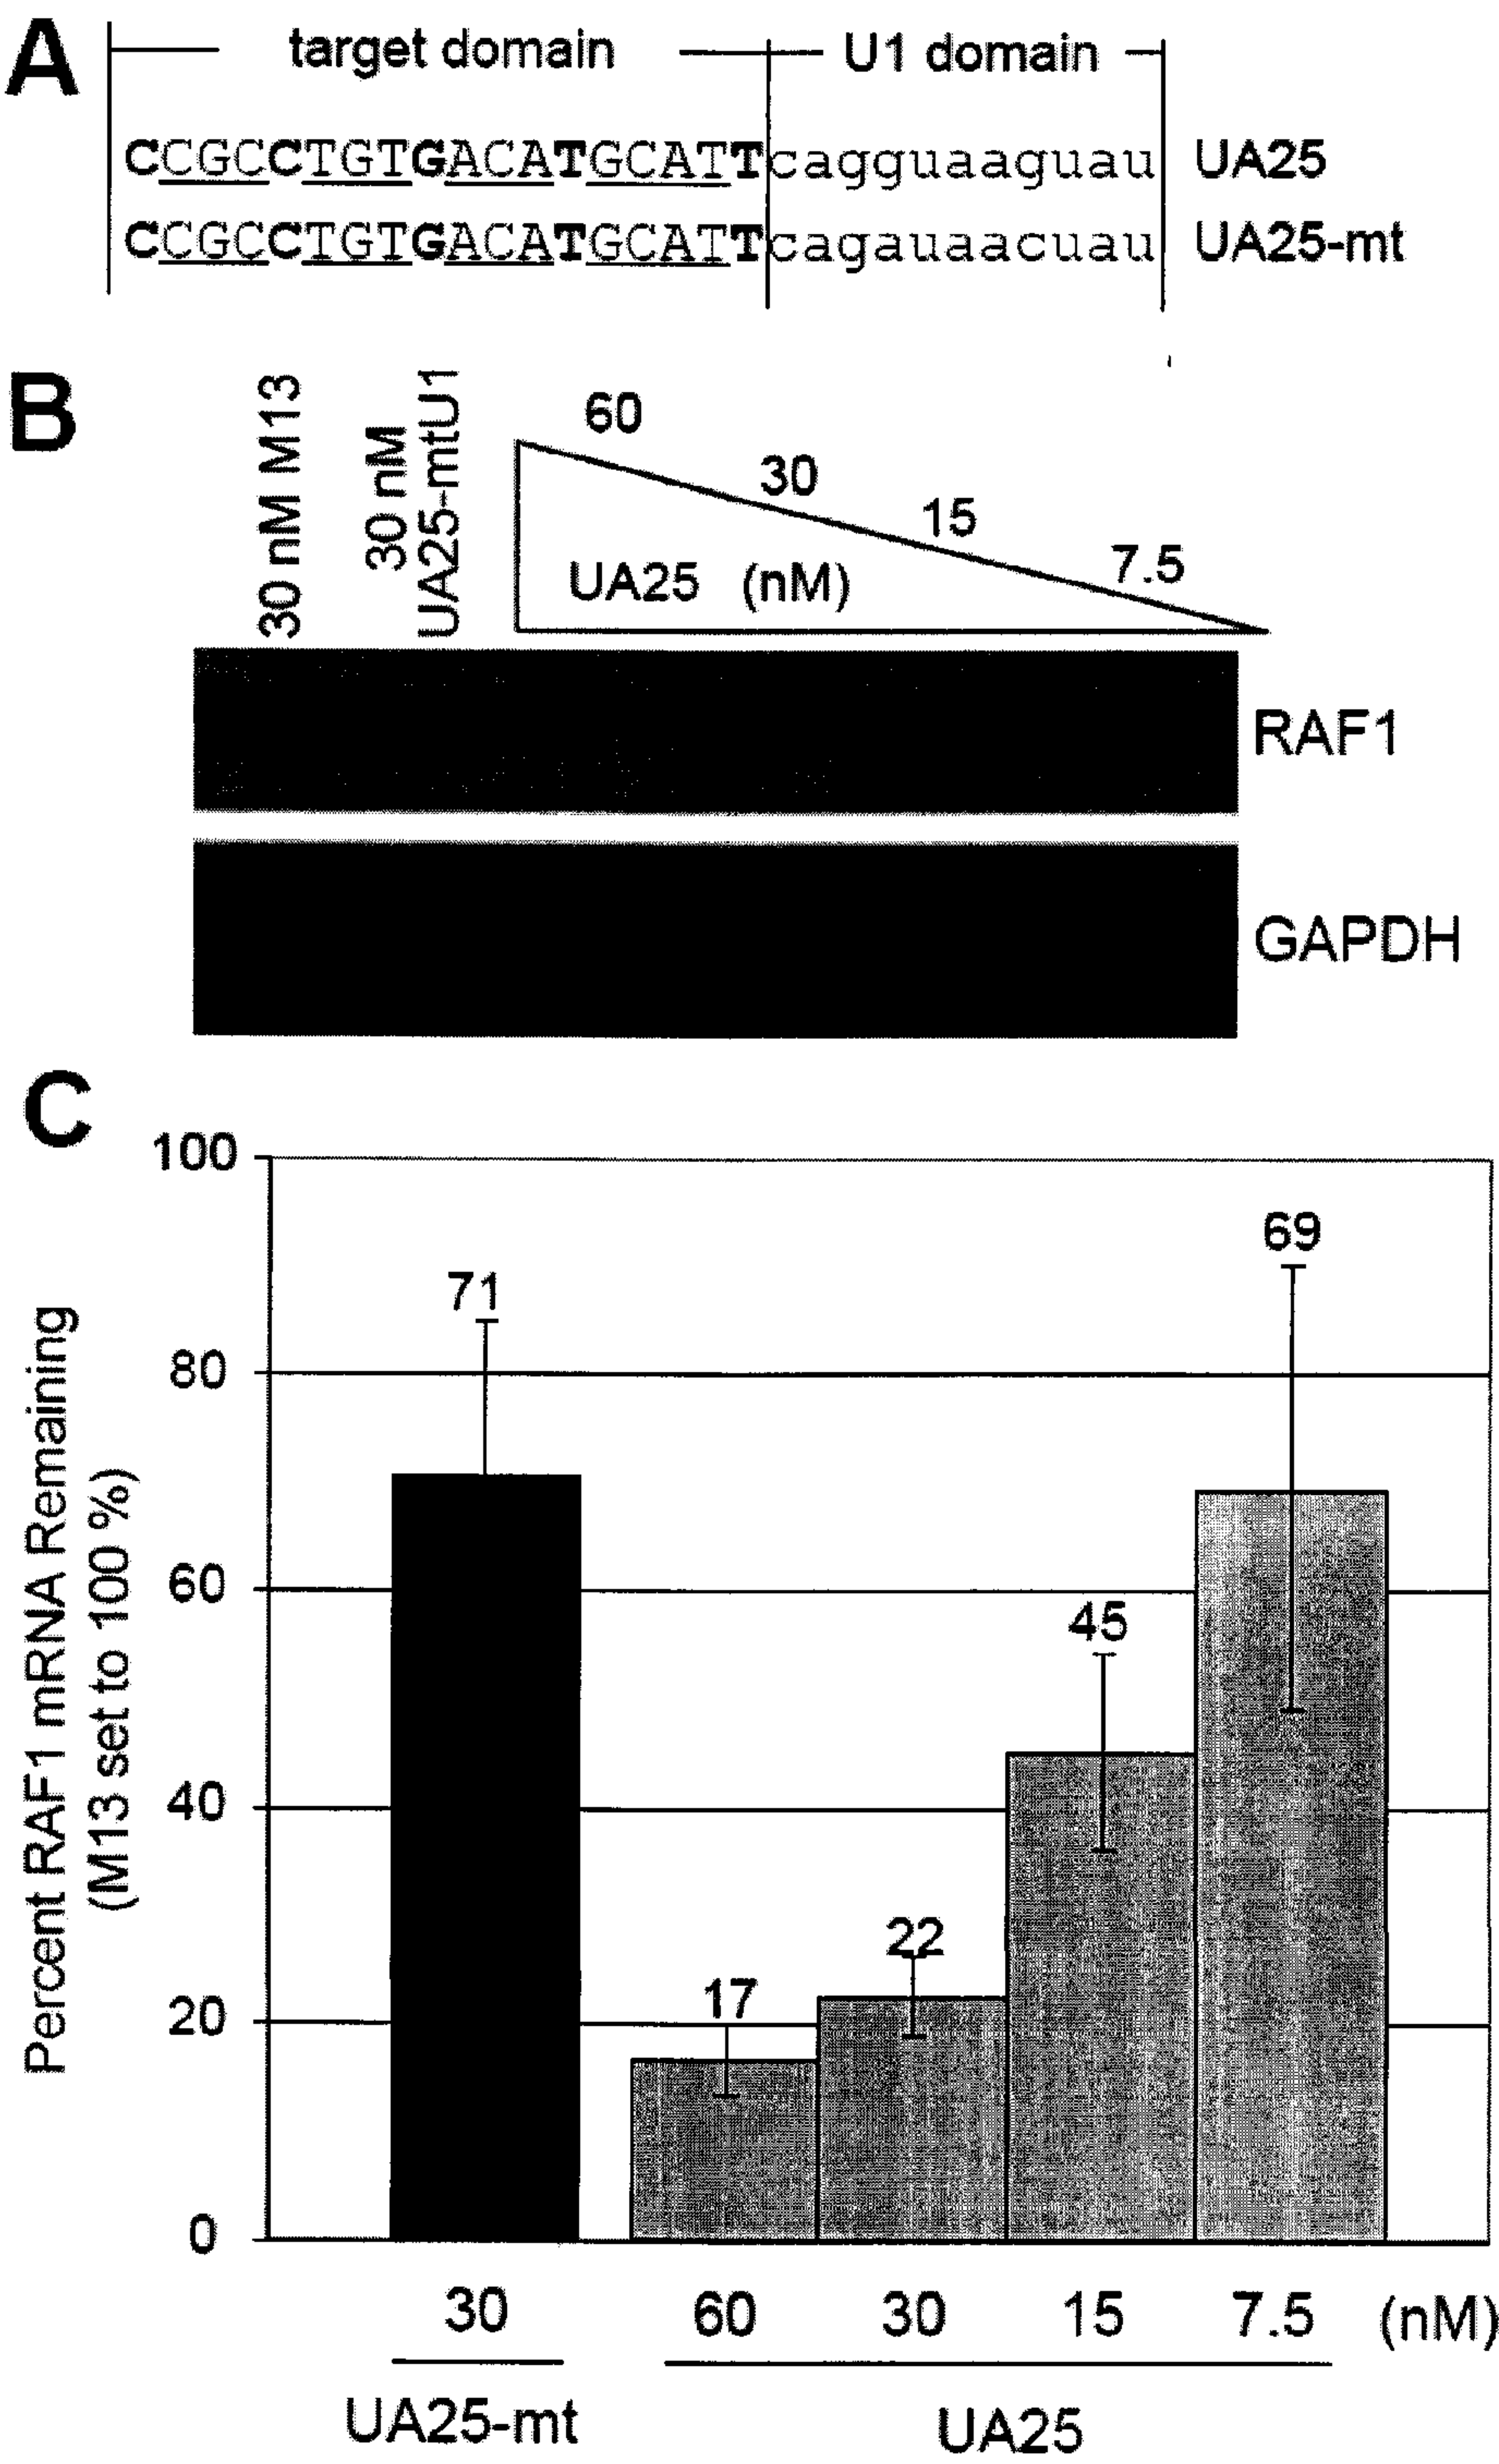 A
target domain
U1 domain
CCGCCTGTGACATGCATTcagguaaguau UA25
CCGCCTGTGACATGCATTcagauaacuau UA25-mt
B
30 nM M13
30 nM
UA25-mtU1
60
30
15
7.5
UA25 (nM)
RAF1
GAPDH
C
Percent RAF1 mRNA Remaining
(M13 set to 100 %)
100
80
60
40
20
0
71
17
22
45
69
30 60 30 15 7.5 (nM)
UA25-mt UA25